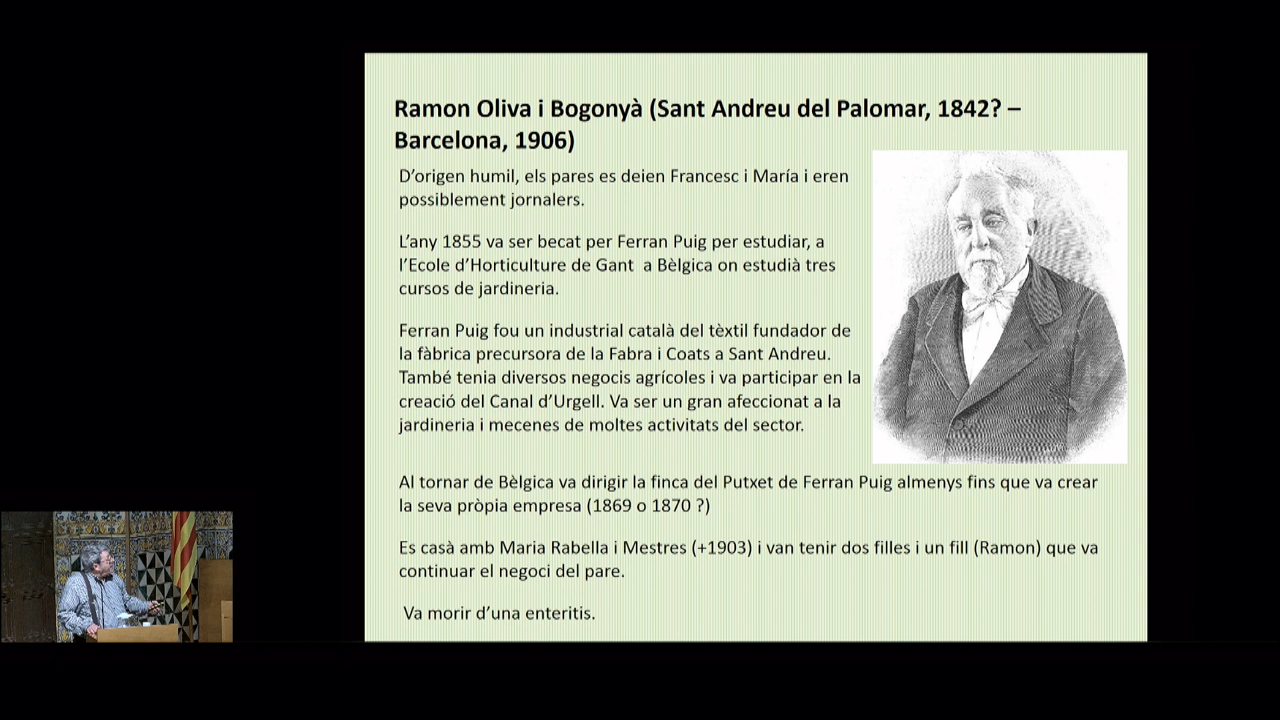 Ramon Oliva i Bogonyà (Sant Andreu del Palomar, 1842? –
Barcelona, 1906)
D’origen humil, els pares es deien Francesc i María i eren
possiblement jornalers.
L’any 1855 va ser becat per Ferran Puig per estudiar, a
l’Ecole d’Horticulture de Gant  a Bèlgica on estudià tres
cursos de jardineria.
Ferran Puig fou un industrial català del tèxtil fundador de
la fàbrica precursora de la Fabra i Coats a Sant Andreu.
També tenia diversos negocis agrícoles i va participar en la
creació del Canal d’Urgell. Va ser un gran afeccionat a la
jardineria i mecenes de moltes activitats del sector.
Al tornar de Bèlgica va dirigir la finca del Putxet de Ferran Puig almenys fins que va crear
la seva pròpia empresa (1869 o 1870 ?)
Es casà amb Maria Rabella i Mestres (+1903) i van tenir dos filles i un fill (Ramon) que va
continuar el negoci del pare.
Va morir d’una enteritis.